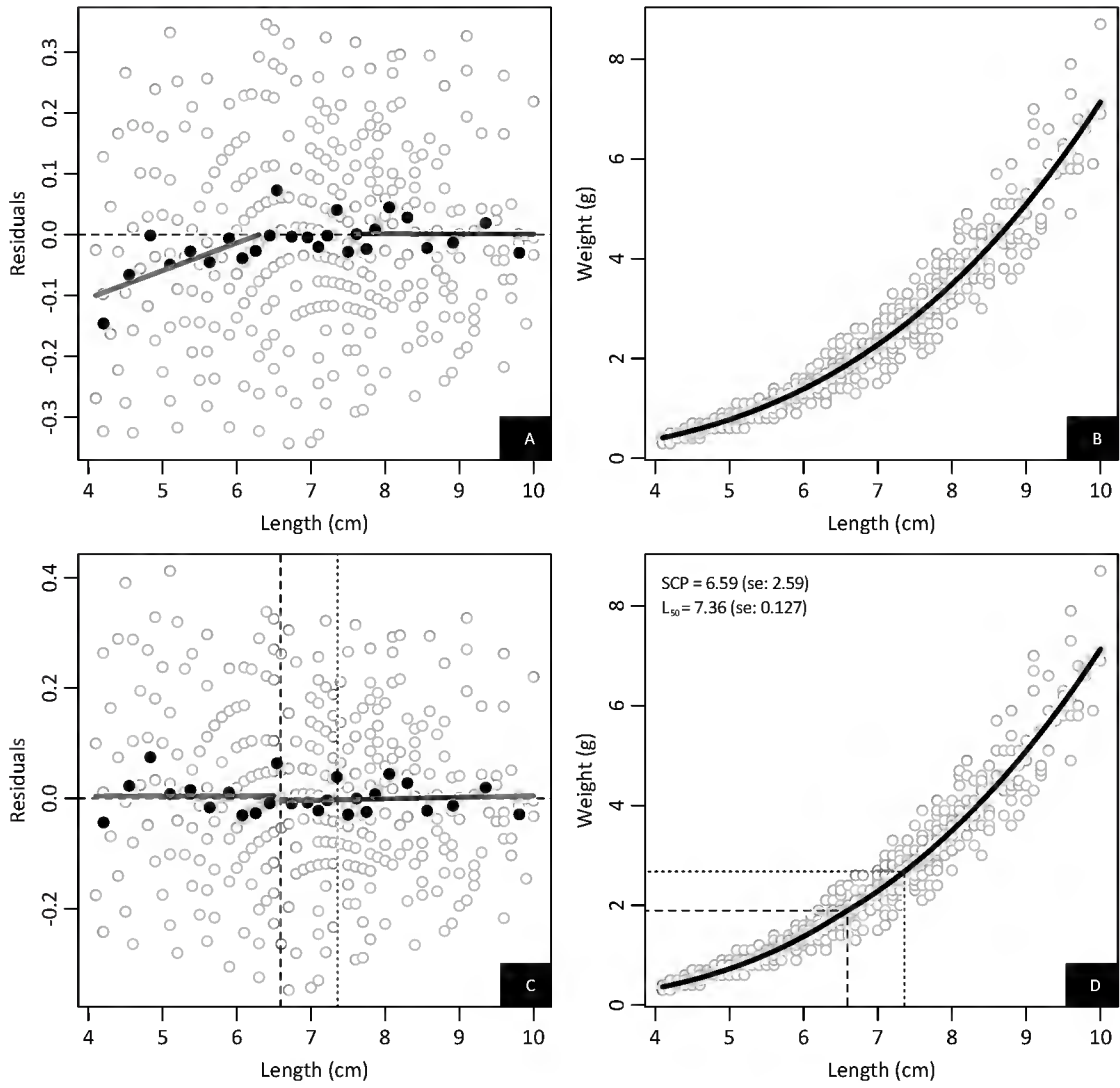 Residuals
0.3
0.2
0.1
0.0
-0.1
-0.2
-0.3
A
4 5 6 7 8 9 10
Length (cm)
Weight (g)
8
6
4
2
0
B
4 5 6 7 8 9 10
Length (cm)
Residuals
0.4
0.2
0.0
-0.2
C
4 5 6 7 8 9 10
Length (cm)
Weight (g)
8
6
4
2
0
SCP = 6.59 (se: 2.59)
L₅₀ = 7.36 (se: 0.127)
D
4 5 6 7 8 9 10
Length (cm)